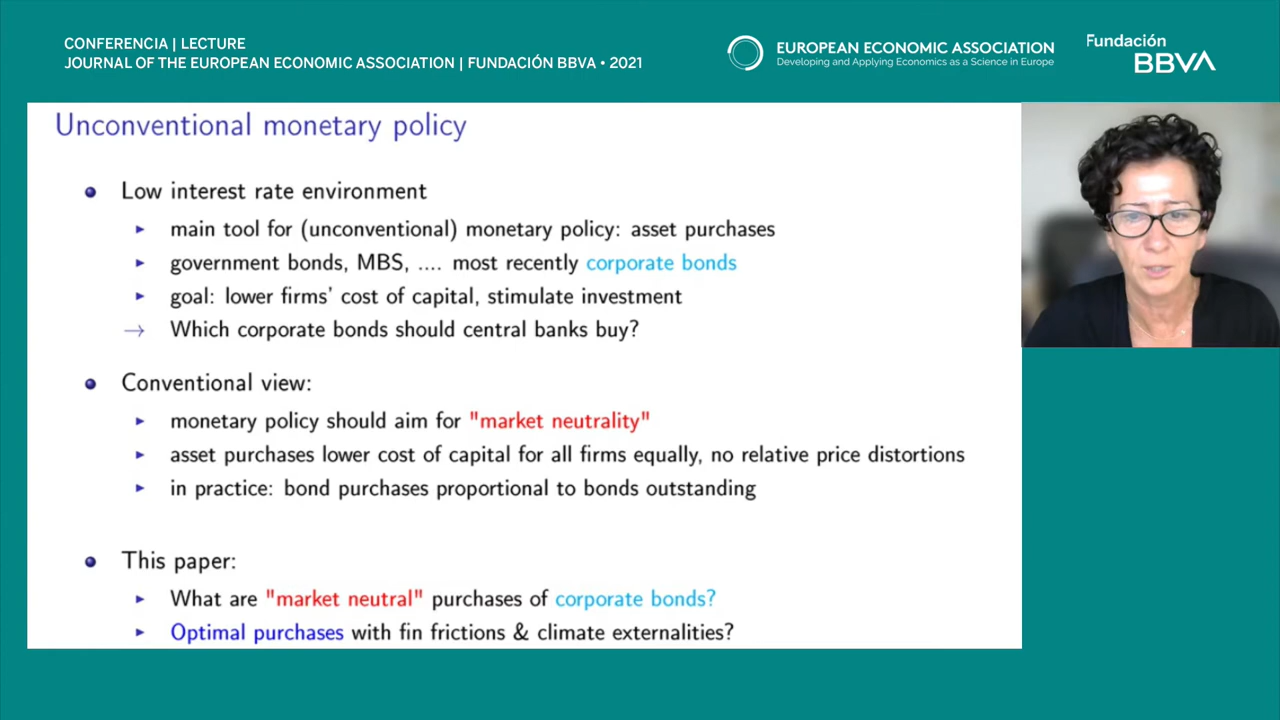 CONFERENCIA | LECTURE
JOURNAL OF THE EUROPEAN ECONOMIC ASSOCIATION | FUNDACIÓN BBVA • 2021
EUROPEAN ECONOMIC ASSOCIATION
Developing and Applying Economics as a Science in Europe
Fundación
BBVA
Unconventional monetary policy
Low interest rate environment
main tool for (unconventional) monetary policy: asset purchases
government bonds, MBS, .... most recently corporate bonds
goal: lower firms' cost of capital, stimulate investment
→ Which corporate bonds should central banks buy?
Conventional view:
monetary policy should aim for "market neutrality"
asset purchases lower cost of capital for all firms equally, no relative price distortions
in practice: bond purchases proportional to bonds outstanding
This paper:
What are "market neutral" purchases of corporate bonds?
Optimal purchases with fin frictions & climate externalities?